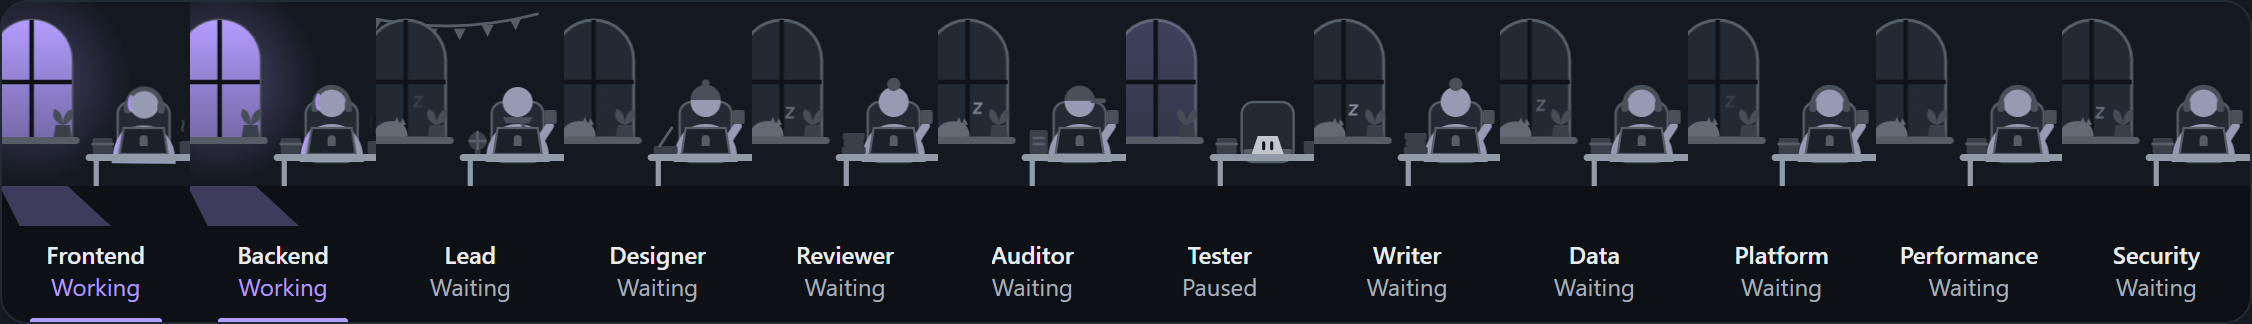 Frontend
Working
Backend
Working
Lead
Waiting
Designer
Waiting
Reviewer
Waiting
Auditor
Waiting
Tester
Paused
Writer
Waiting
Data
Waiting
Platform
Waiting
Performance
Waiting
Security
Waiting
z
z
z
z
z
z
z